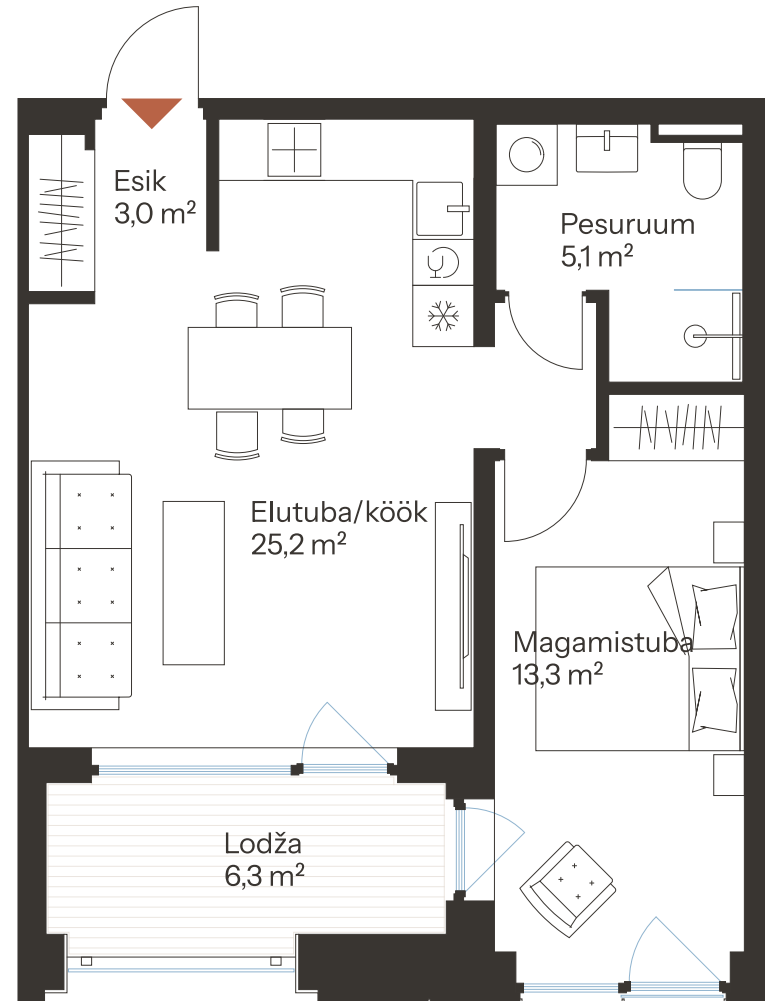 Esik
3,0 m²
Pesuruum
5,1 m²
Elutuba/köök
25,2 m²
Magamistuba
13,3 m²
Lodža
6,3 m²